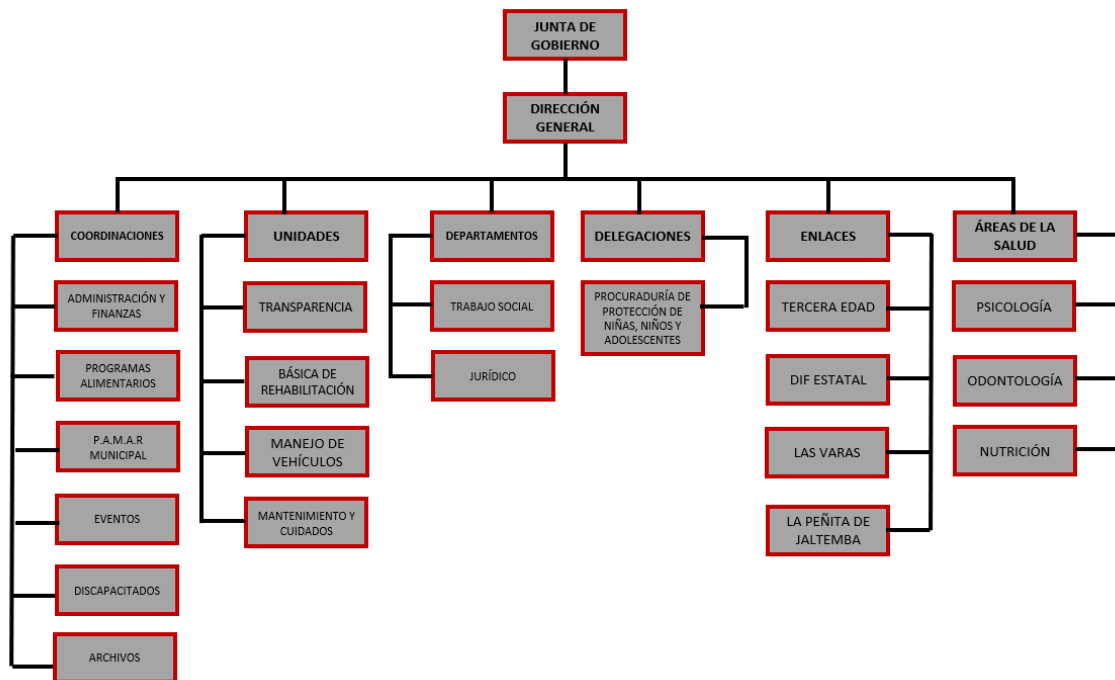 JUNTA DE
GOBIERNO
DIRECCIÓN
GENERAL
COORDINACIONES
UNIDADES
DEPARTAMENTOS
DELEGACIONES
ENLACES
ÁREAS DE LA
SALUD
ADMINISTRACIÓN Y
FINANZAS
TRANSPARENCIA
TRABAJO SOCIAL
PROCURADURÍA DE
PROTECCIÓN DE
NIÑAS, NIÑOS Y
ADOLESCENTES
TERCERA EDAD
PSICOLOGÍA
PROGRAMAS
ALIMENTARIOS
BÁSICA DE
REHABILITACIÓN
JURÍDICO
DIF ESTATAL
ODONTOLOGÍA
P.A.M.A.R
MUNICIPAL
MANEJO DE
VEHÍCULOS
LAS VARAS
NUTRICIÓN
EVENTOS
MANTENIMIENTO Y
CUIDADOS
LA PEÑITA DE
JALTEMBA
DISCAPACITADOS
ARCHIVOS